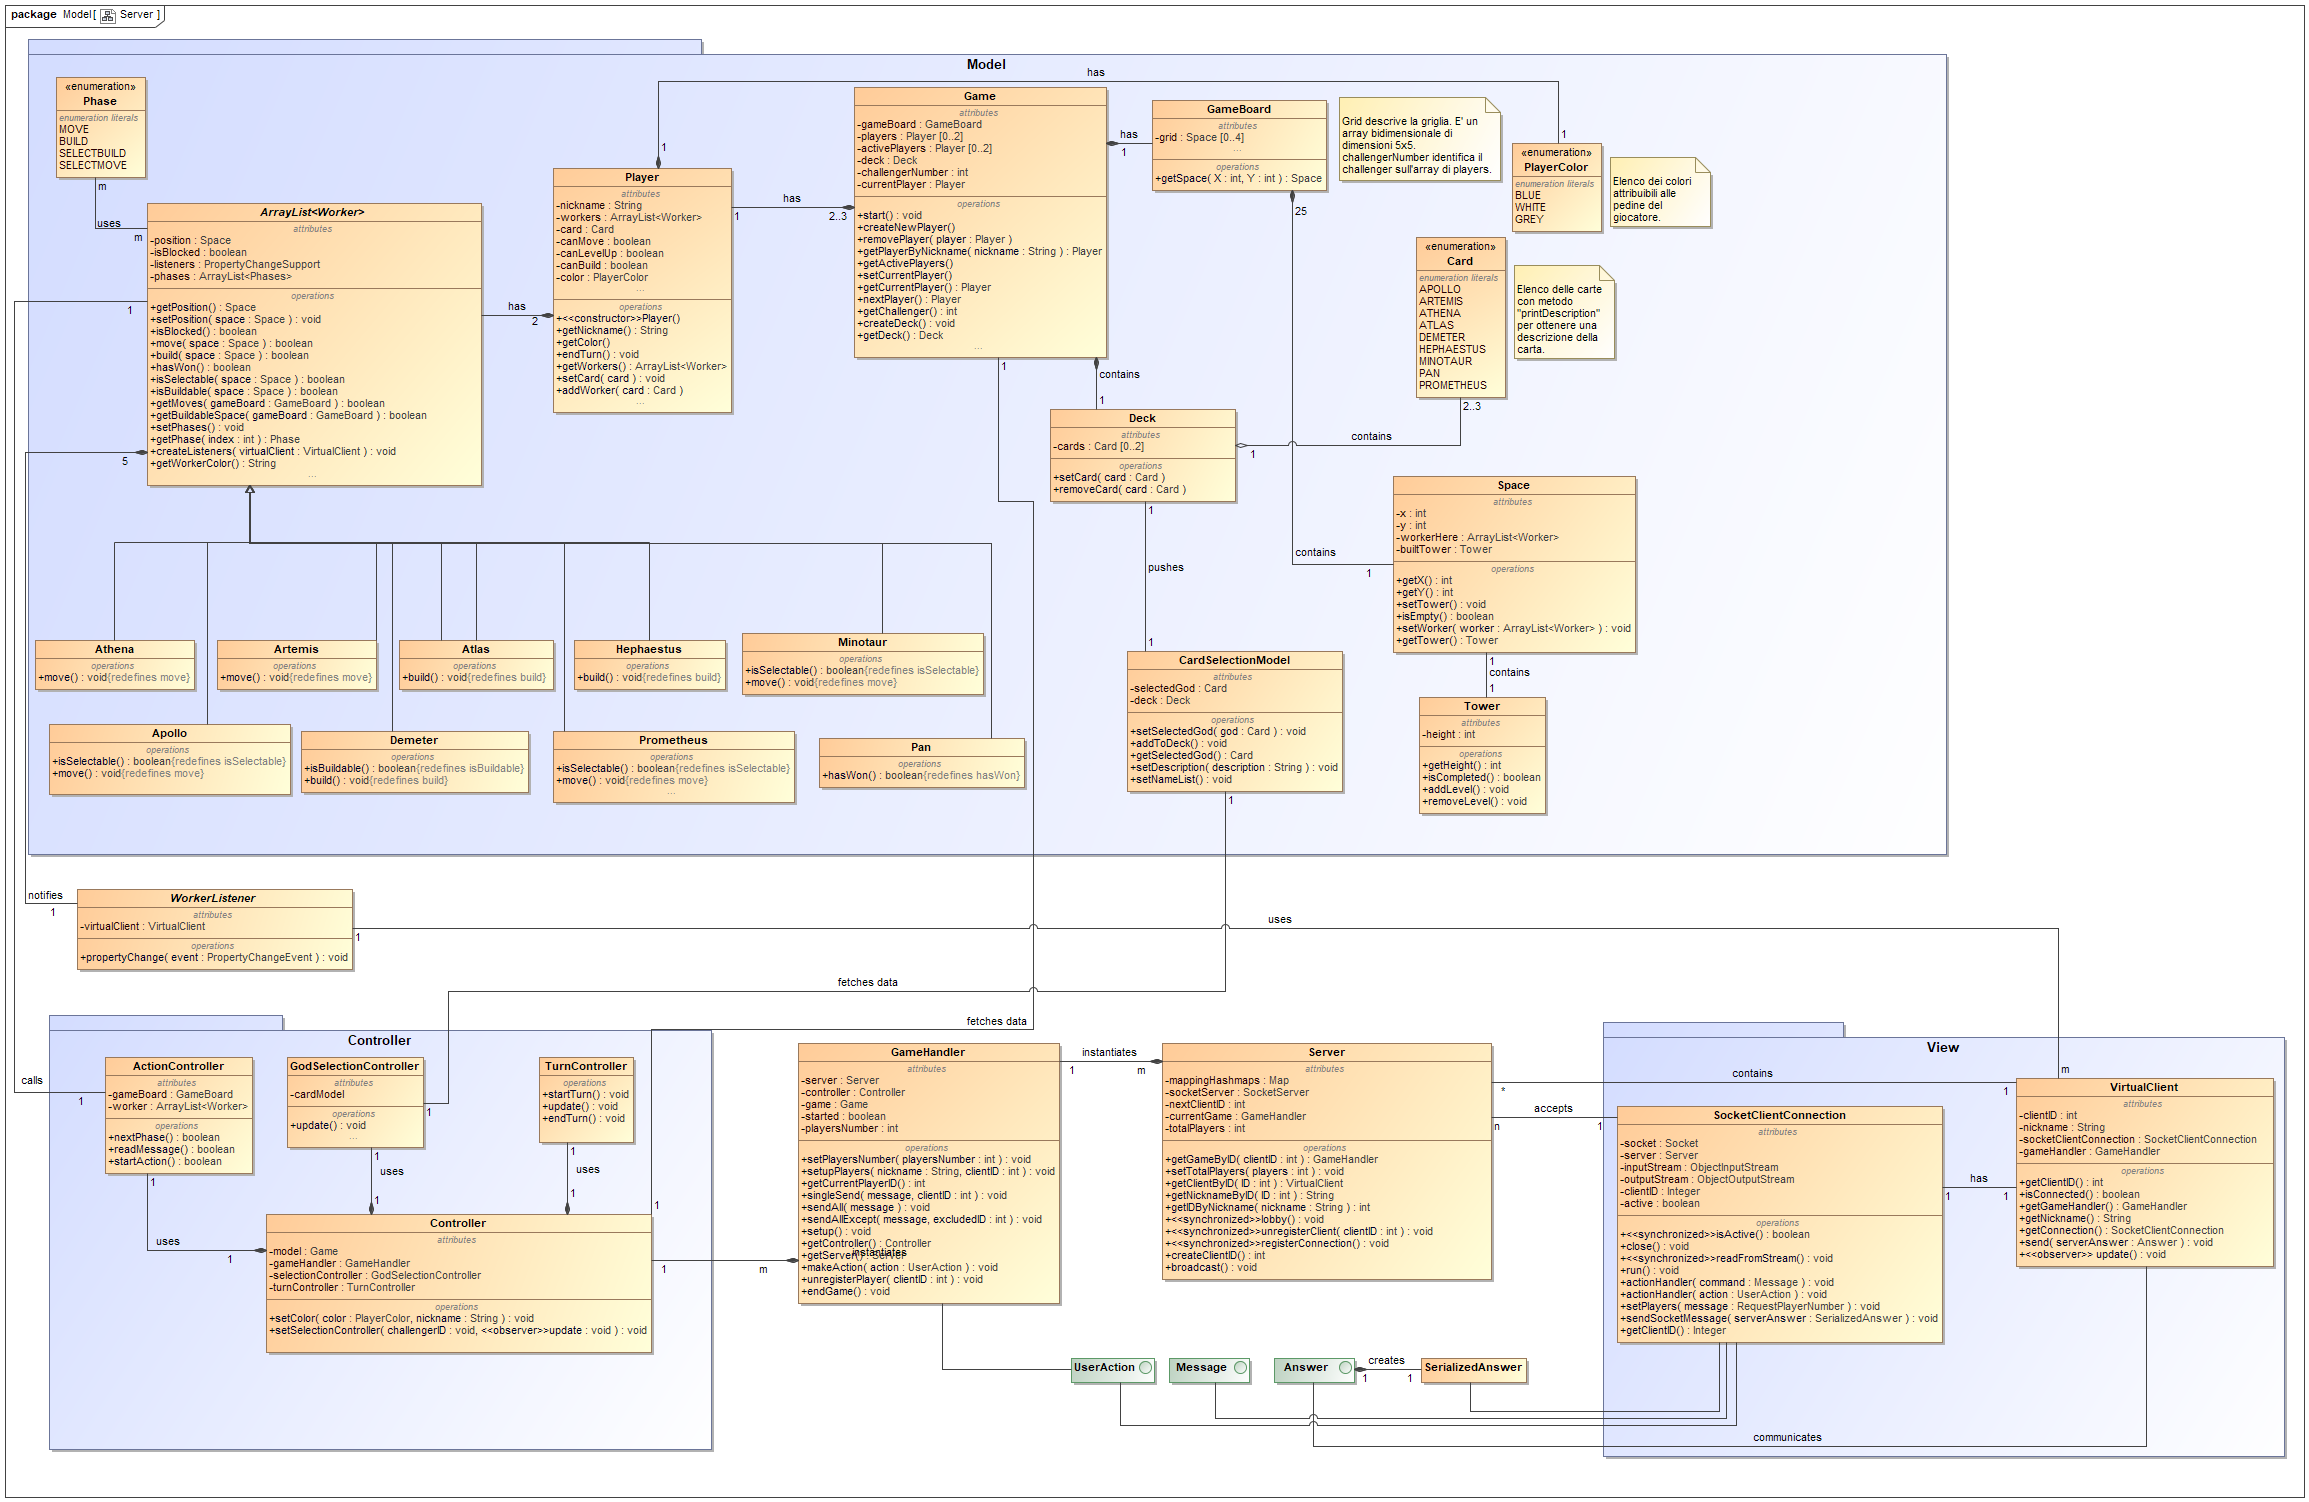 package Model[ Server ]
Model
«enumeration»
Phase
enumeration literals
MOVE
BUILD
SELECTBUILD
SELECTMOVE
m
uses
m
ArrayList<Worker>
attributes
-position : Space
-isBlocked : boolean
-listeners : PropertyChangeSupport
-phases : ArrayList<Phases>
operations
+getPosition() : Space
+setPosition( space : Space ) : void
+isBlocked() : boolean
+move( space : Space ) : boolean
+build( space : Space ) : boolean
+hasWon() : boolean
+isSelectable( space : Space ) : boolean
+isBuildable( space : Space ) : boolean
+getMoves( gameBoard : GameBoard ) : boolean
+getBuildableSpace( gameBoard : GameBoard ) : boolean
+setPhases() : void
+getPhase( index : int ) : Phase
+createListeners( virtualClient : VirtualClient ) : void
+getWorkerColor() : String
...
1
5
has
2
Player
attributes
-nickname : String
-workers : ArrayList<Worker>
-card : Card
-canMove : boolean
-canLevelUp : boolean
-canBuild : boolean
-color : PlayerColor
...
operations
+<<constructor>>Player()
+getNickname() : String
+getColor()
+endTurn() : void
+getWorkers() : ArrayList<Worker>
+setCard( card ) : void
+addWorker( card : Card )
...
1
has
1
has
1
2..3
Game
attributes
-gameBoard : GameBoard
-players : Player [0..2]
-activePlayers : Player [0..2]
-deck : Deck
-challengerNumber : int
-currentPlayer : Player
operations
+start() : void
+createNewPlayer()
+removePlayer( player : Player )
+getPlayerByNickname( nickname : String ) : Player
+getActivePlayers()
+setCurrentPlayer()
+getCurrentPlayer() : Player
+nextPlayer() : Player
+getChallenger() : int
+createDeck() : void
+getDeck() : Deck
...
1
has
1
GameBoard
attributes
-grid : Space [0..4]
...
operations
+getSpace( X : int, Y : int ) : Space
25
Grid descrive la griglia. E' un
array bidimensionale di
dimensioni 5x5.
challengerNumber identifica il
challenger sull'array di players.
«enumeration»
PlayerColor
enumeration literals
BLUE
WHITE
GREY
Elenco dei colori
attribuibili alle
pedine del
giocatore.
«enumeration»
Card
enumeration literals
APOLLO
ARTEMIS
ATHENA
ATLAS
DEMETER
HEPHAESTUS
MINOTAUR
PAN
PROMETHEUS
2..3
Elenco delle carte
con metodo
"printDescription"
per ottenere una
descrizione della
carta.
contains
1
Deck
attributes
-cards : Card [0..2]
operations
+setCard( card : Card )
+removeCard( card : Card )
contains
1
1
pushes
1
contains
1
Space
attributes
-x : int
-y : int
-workerHere : ArrayList<Worker>
-builtTower : Tower
operations
+getX() : int
+getY() : int
+setTower() : void
+isEmpty() : boolean
+setWorker( worker : ArrayList<Worker> ) : void
+getTower() : Tower
1
contains
1
Tower
attributes
-height : int
operations
+getHeight() : int
+isCompleted() : boolean
+addLevel() : void
+removeLevel() : void
CardSelectionModel
attributes
-selectedGod : Card
-deck : Deck
operations
+setSelectedGod( god : Card ) : void
+addToDeck() : void
+getSelectedGod() : Card
+setDescription( description : String ) : void
+setNameList() : void
1
Athena
operations
+move() : void{redefines move}
Artemis
operations
+move() : void{redefines move}
Atlas
operations
+build() : void{redefines build}
Hephaestus
operations
+build() : void{redefines build}
Minotaur
operations
+isSelectable() : boolean{redefines isSelectable}
+move() : void{redefines move}
Apollo
operations
+isSelectable() : boolean{redefines isSelectable}
+move() : void{redefines move}
Demeter
operations
+isBuildable() : boolean{redefines isBuildable}
+build() : void{redefines build}
Prometheus
operations
+isSelectable() : boolean{redefines isSelectable}
+move() : void{redefines move}
...
Pan
operations
+hasWon() : boolean{redefines hasWon}
notifies
1
WorkerListener
attributes
-virtualClient : VirtualClient
operations
+propertyChange( event : PropertyChangeEvent ) : void
1
uses
m
fetches data
fetches data
Controller
calls
1
ActionController
attributes
-gameBoard : GameBoard
-worker : ArrayList<Worker>
operations
+nextPhase() : boolean
+readMessage() : boolean
+startAction() : boolean
1
uses
1
GodSelectionController
attributes
-cardModel
operations
+update() : void
...
1
1
uses
1
TurnController
operations
+startTurn() : void
+update() : void
+endTurn() : void
1
uses
1
1
Controller
attributes
-model : Game
-gameHandler : GameHandler
-selectionController : GodSelectionController
-turnController : TurnController
operations
+setColor( color : PlayerColor, nickname : String ) : void
+setSelectionController( challengerID : void, <<observer>>update : void ) : void
1
m
instantiates
GameHandler
attributes
-server : Server
-controller : Controller
-game : Game
-started : boolean
-playersNumber : int
operations
+setPlayersNumber( playersNumber : int ) : void
+setupPlayers( nickname : String, clientID : int ) : void
+getCurrentPlayerID() : int
+singleSend( message, clientID : int ) : void
+sendAll( message ) : void
+sendAllExcept( message, excludedID : int ) : void
+setup() : void
+getController() : Controller
+getServer() : Server
+makeAction( action : UserAction ) : void
+unregisterPlayer( clientID : int ) : void
+endGame() : void
instantiates
1
m
Server
attributes
-mappingHashmaps : Map
-socketServer : SocketServer
-nextClientID : int
-currentGame : GameHandler
-totalPlayers : int
operations
+getGameByID( clientID : int ) : GameHandler
+setTotalPlayers( players : int ) : void
+getClientByID( ID : int ) : VirtualClient
+getNicknameByID( ID : int ) : String
+getIDByNickname( nickname : String ) : int
+<<synchronized>>lobby() : void
+<<synchronized>>unregisterClient( clientID : int ) : void
+<<synchronized>>registerConnection() : void
+createClientID() : int
+broadcast() : void
*
contains
1
n
accepts
1
View
SocketClientConnection
attributes
-socket : Socket
-server : Server
-inputStream : ObjectInputStream
-outputStream : ObjectOutputStream
-clientID : Integer
-active : boolean
operations
+<<synchronized>>isActive() : boolean
+close() : void
+<<synchronized>>readFromStream() : void
+run() : void
+actionHandler( command : Message ) : void
+actionHandler( action : UserAction ) : void
+setPlayers( message : RequestPlayerNumber ) : void
+sendSocketMessage( serverAnswer : SerializedAnswer ) : void
+getClientID() : Integer
has
1
1
VirtualClient
attributes
-clientID : int
-nickname : String
-socketClientConnection : SocketClientConnection
-gameHandler : GameHandler
operations
+getClientID() : int
+isConnected() : boolean
+getGameHandler() : GameHandler
+getNickname() : String
+getConnection() : SocketClientConnection
+send( serverAnswer : Answer ) : void
+<<observer>> update() : void
UserAction
Message
Answer
creates
1
1
SerializedAnswer
communicates